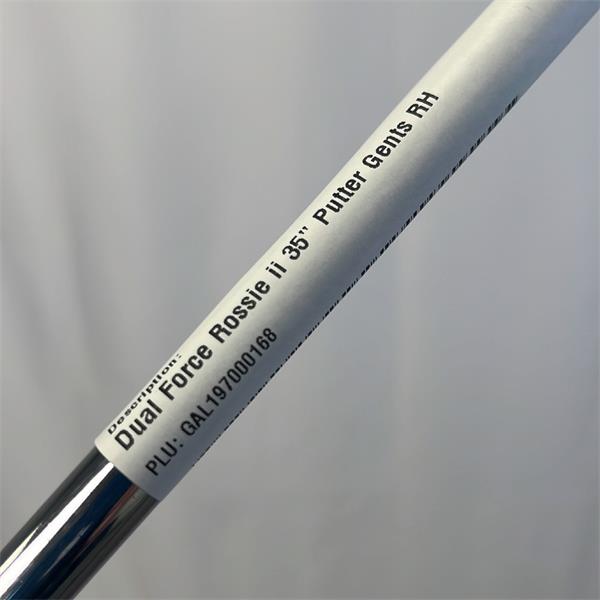 Description:
Dual Force Rossie ii 35" Putter Gents RH
PLU: GAL197000168